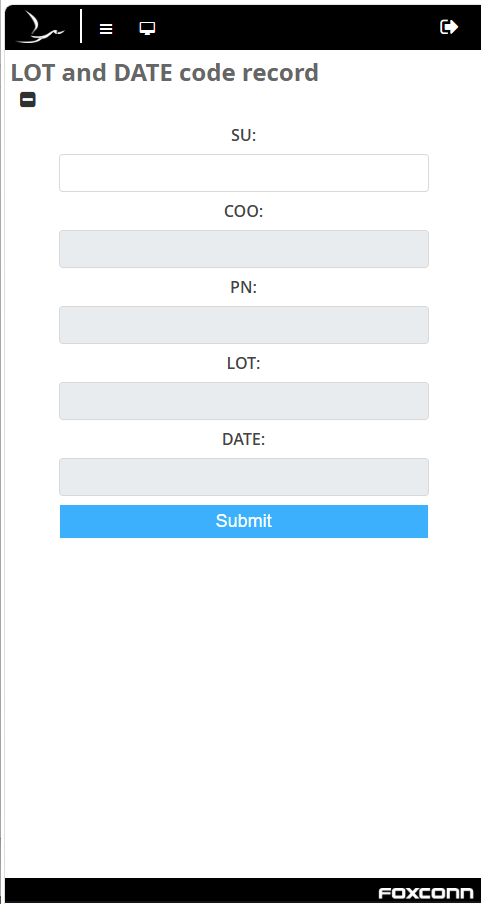 LOT and DATE code record
SU:
COO:
PN:
LOT:
DATE:
Submit
FOXCONN